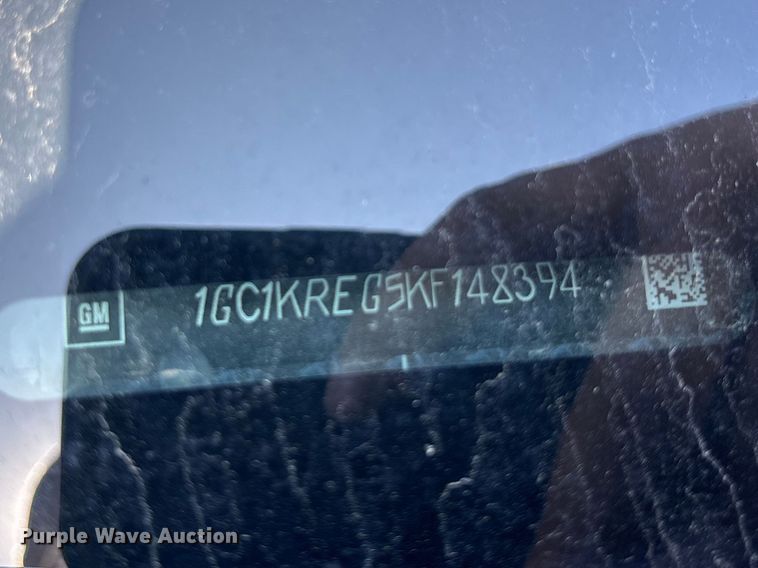 GM 1GC1KREG5KF148394
Purple Wave Auction